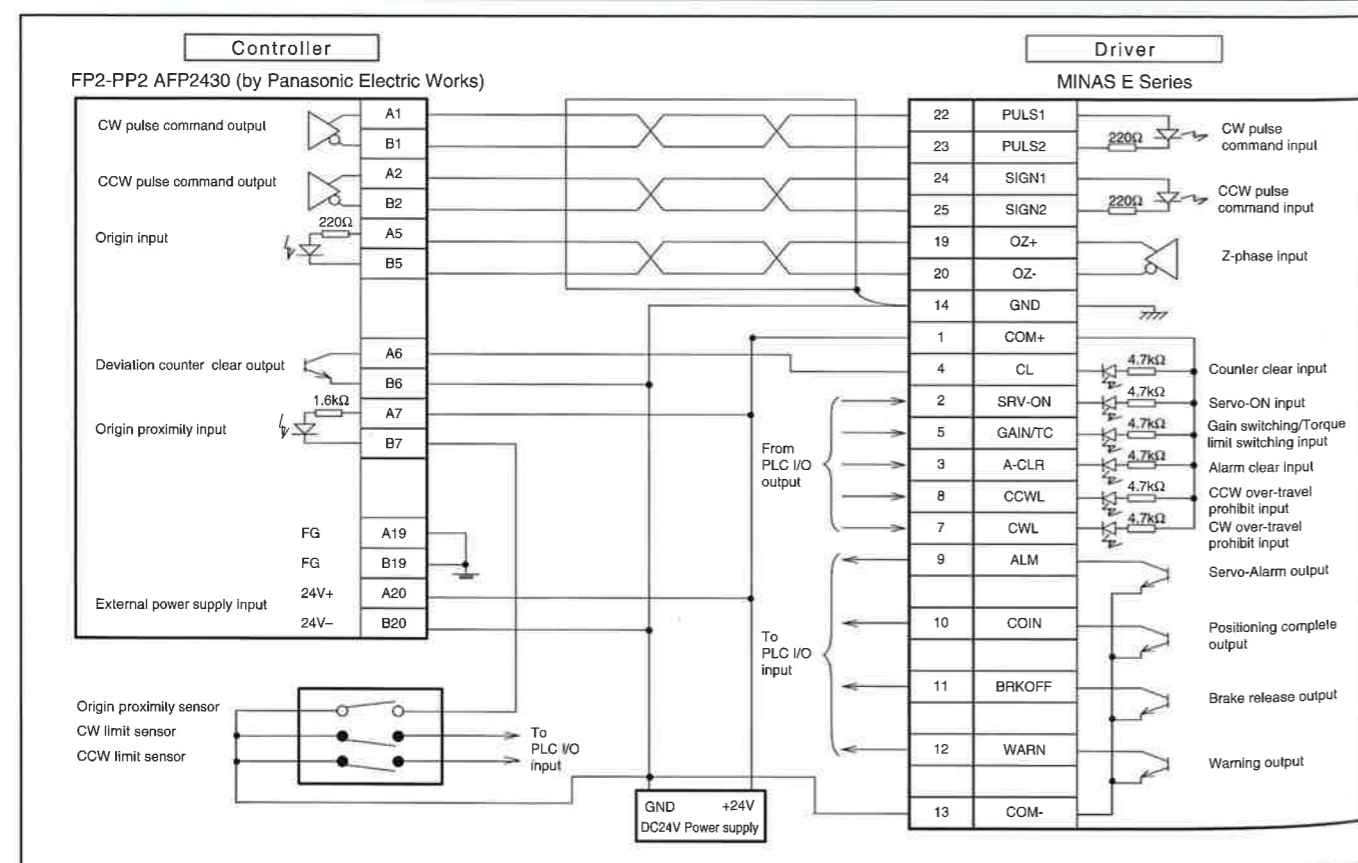 Controller
Driver
FP2-PP2 AFP2430 (by Panasonic Electric Works)
MINAS E Series
CW pulse command output
A1
B1
CCW pulse command output
A2
B2
Origin input
220Ω
A5
B5
Deviation counter clear output
A6
B6
Origin proximity input
1.6kΩ
A7
B7
FG
A19
FG
B19
External power supply input
24V+
A20
24V–
B20
22
PULS1
23
PULS2
220Ω
CW pulse
command input
24
SIGN1
25
SIGN2
220Ω
CCW pulse
command input
19
OZ+
20
OZ-
Z-phase input
14
GND
1
COM+
4
CL
4.7kΩ
Counter clear input
2
SRV-ON
4.7kΩ
Servo-ON input
5
GAIN/TC
4.7kΩ
Gain switching/Torque
limit switching input
3
A-CLR
4.7kΩ
Alarm clear input
8
CCWL
4.7kΩ
CCW over-travel
prohibit input
7
CWL
4.7kΩ
CW over-travel
prohibit input
From
PLC I/O
output
9
ALM
Servo-Alarm output
10
COIN
Positioning complete
output
11
BRKOFF
Brake release output
12
WARN
Warning output
13
COM-
To
PLC I/O
input
Origin proximity sensor
CW limit sensor
CCW limit sensor
To
PLC I/O
input
GND
+24V
DC24V Power supply